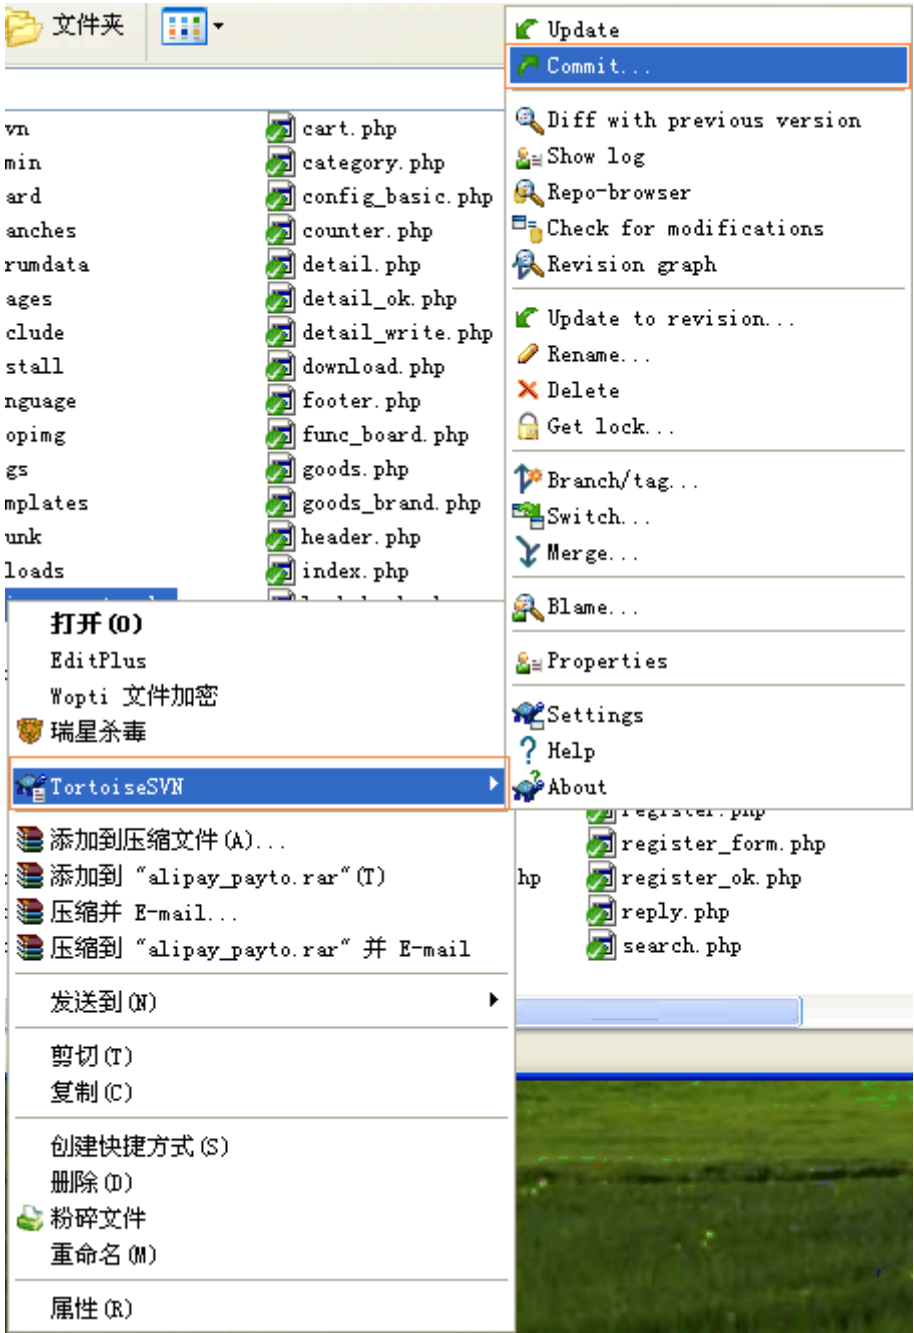 文件夹
vn
min
ard
anches
rumdata
ages
clude
stall
nguage
opimg
gs
mplates
unk
loads
cart.php
category.php
config_basic.php
counter.php
detail.php
detail_ok.php
detail_write.php
download.php
footer.php
func_board.php
goods.php
goods_brand.php
header.php
index.php
Update
Commit...
Diff with previous version
Show log
Repo-browser
Check for modifications
Revision graph
Update to revision...
Rename...
Delete
Get lock...
Branch/tag...
Switch...
Merge...
Blame...
Properties
Settings
Help
About
打开(O)
EditPlus
Wopti 文件加密
瑞星杀毒
TortoiseSVN
添加到压缩文件(A)...
添加到 "alipay_payto.rar"(T)
压缩并 E-mail...
压缩到 "alipay_payto.rar" 并 E-mail
发送到(N)
剪切(T)
复制(C)
创建快捷方式(S)
删除(D)
粉碎文件
重命名(M)
属性(R)
hp
register.php
register_form.php
register_ok.php
reply.php
search.php